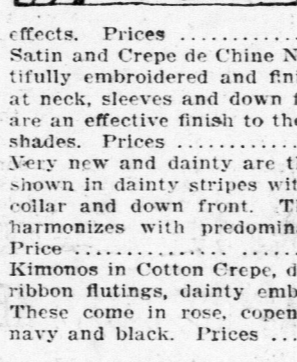 effects. Prices ............
Satin and Crepe de Chine N
tifully embroidered and fini
at neck, sleeves and down f
are an effective finish to the
shades. Prices ............
Very new and dainty are t
shown in dainty stripes wit
collar and down front. T
harmonizes with predomin
Price ............ ......
Kimonos in Cotton Crepe, d
ribbon flutings, dainty emb
These come in rose, copen
navy and black. Prices ...